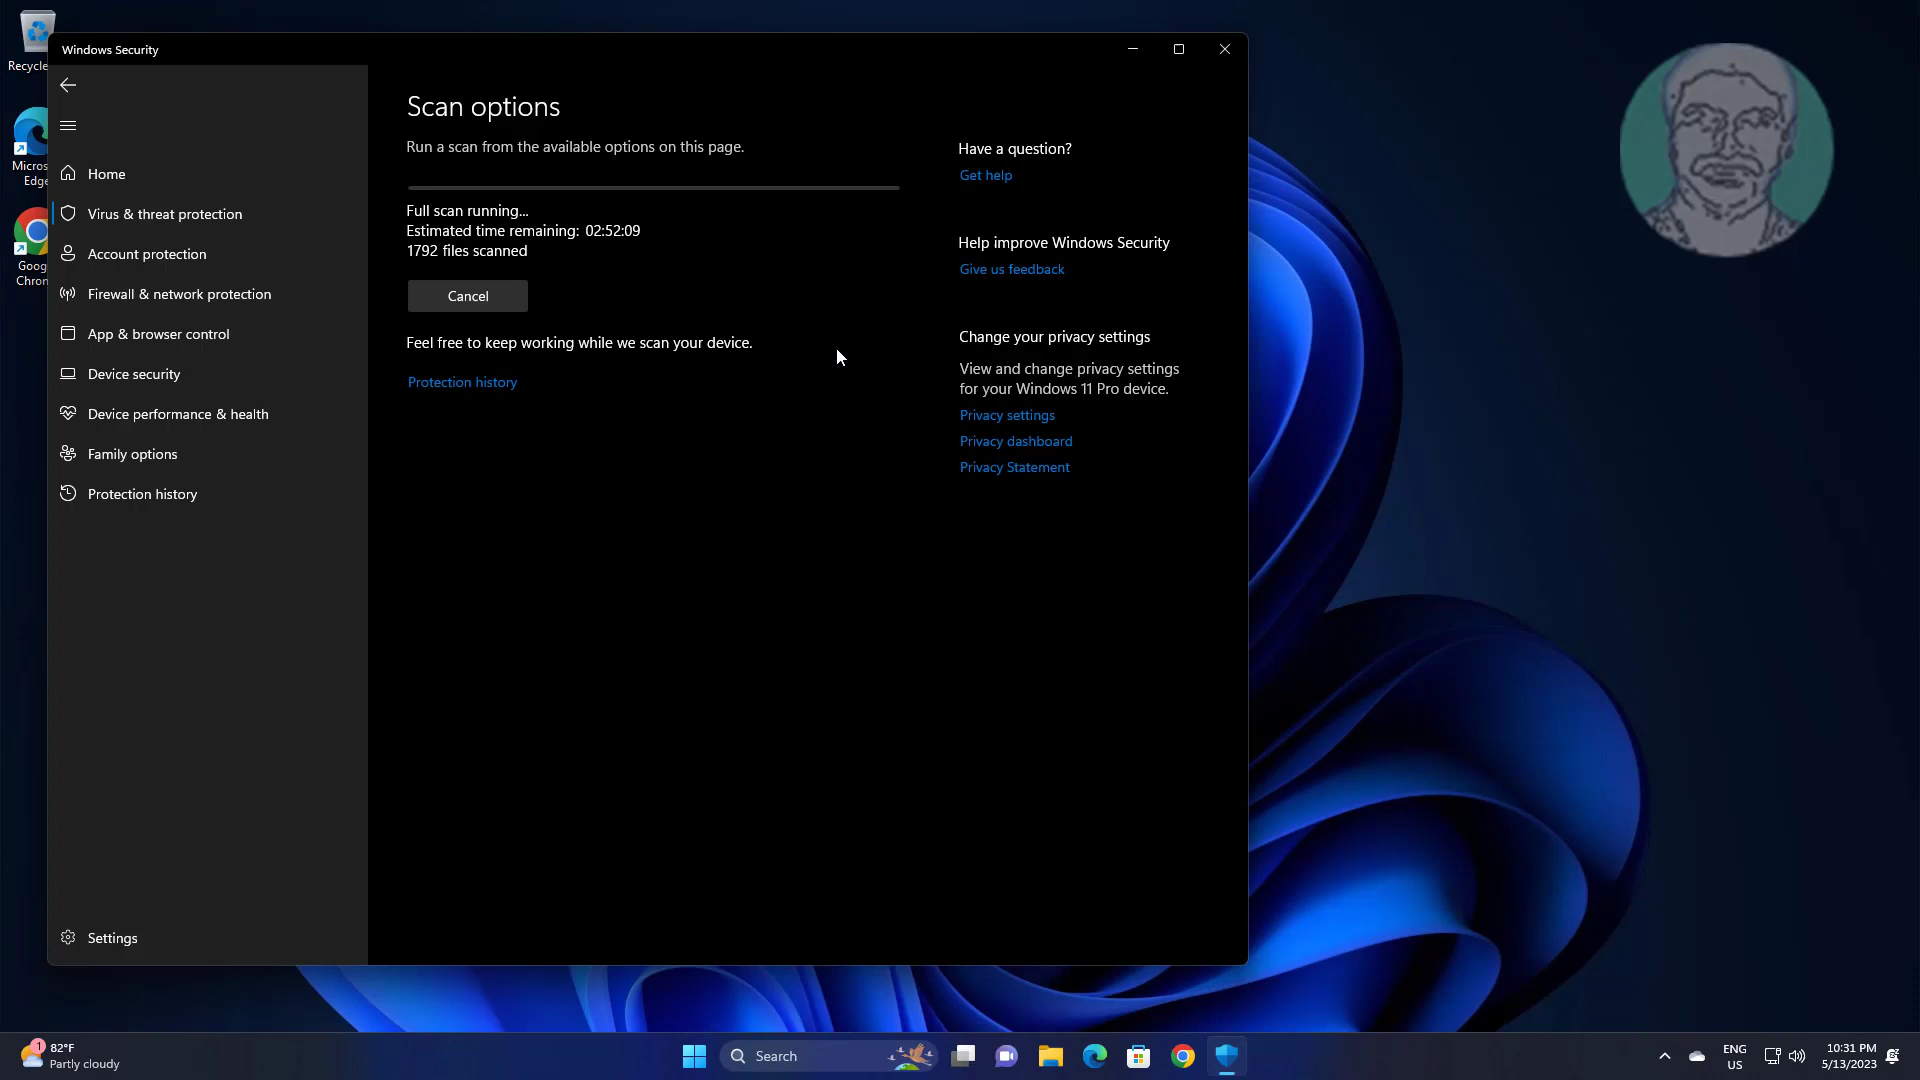 Recycle
Micros
Edge
Goog
Chron
Windows Security
Home
Virus & threat protection
Account protection
Firewall & network protection
App & browser control
Device security
Device performance & health
Family options
Protection history
Settings
Scan options
Run a scan from the available options on this page.
Full scan running...
Estimated time remaining: 02:52:09
1792 files scanned
Cancel
Feel free to keep working while we scan your device.
Protection history
Have a question?
Get help
Help improve Windows Security
Give us feedback
Change your privacy settings
View and change privacy settings
for your Windows 11 Pro device.
Privacy settings
Privacy dashboard
Privacy Statement
1
82°F
Partly cloudy
Search
ENG
US
10:31 PM
5/13/2023